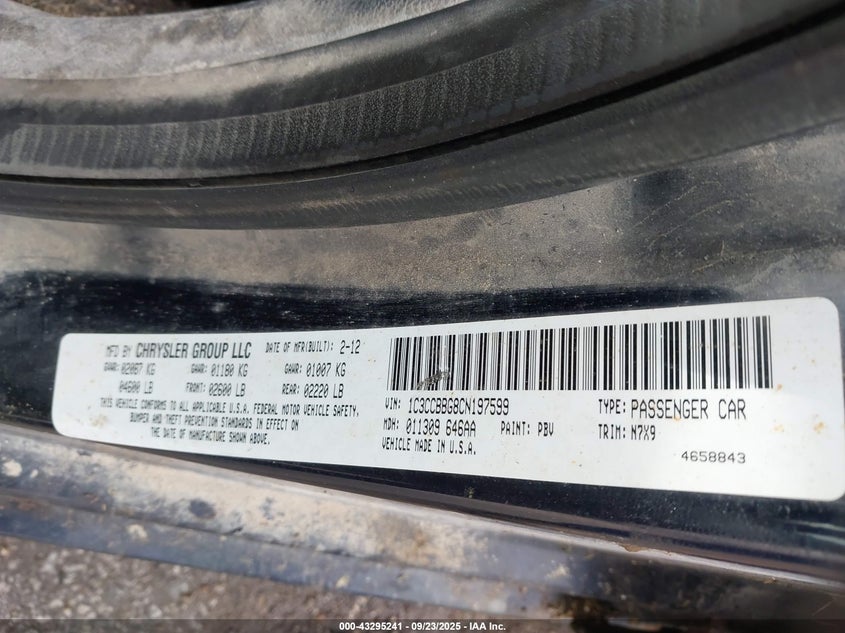 MFD BY CHRYSLER GROUP LLC DATE OF MFR(BUILT): 2-12
GVWR: 02087 KG GAWR: 01180 KG GAWR: 01007 KG
04600 LB FRONT: 02600 LB REAR: 02220 LB
THIS VEHICLE CONFORMS TO ALL APPLICABLE U.S.A. FEDERAL MOTOR VEHICLE SAFETY,
BUMPER AND THEFT PREVENTION STANDARDS IN EFFECT ON
THE DATE OF MANUFACTURE SHOWN ABOVE.
VIN: 1C3CCBBG8CN197599 TYPE: PASSENGER CAR
MDH: 011309 646AA PAINT: PBV TRIM: N7X9
VEHICLE MADE IN U.S.A.
4658843
000-43295241 - 09/23/2025 - IAA Inc.